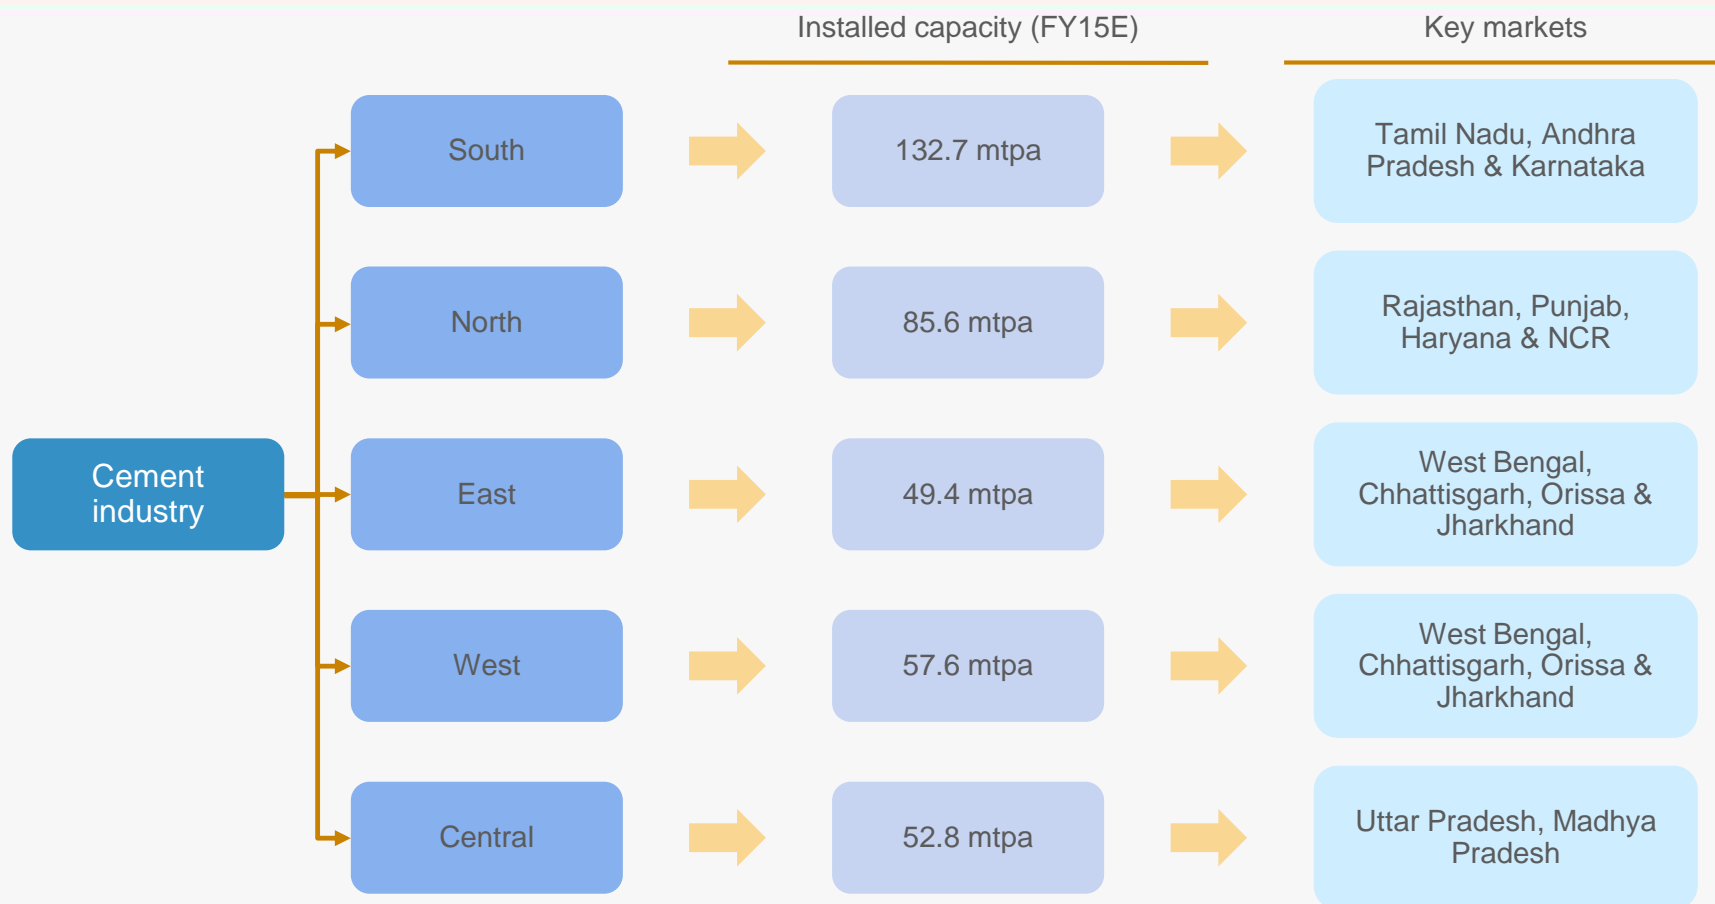 Installed capacity (FY15E)
Key markets
South
132.7 mtpa
Tamil Nadu, Andhra
Pradesh & Karnataka
North
85.6 mtpa
Rajasthan, Punjab,
Haryana & NCR
Cement
industry
East
49.4 mtpa
West Bengal,
Chhattisgarh, Orissa &
Jharkhand
West
57.6 mtpa
West Bengal,
Chhattisgarh, Orissa &
Jharkhand
Central
52.8 mtpa
Uttar Pradesh, Madhya
Pradesh